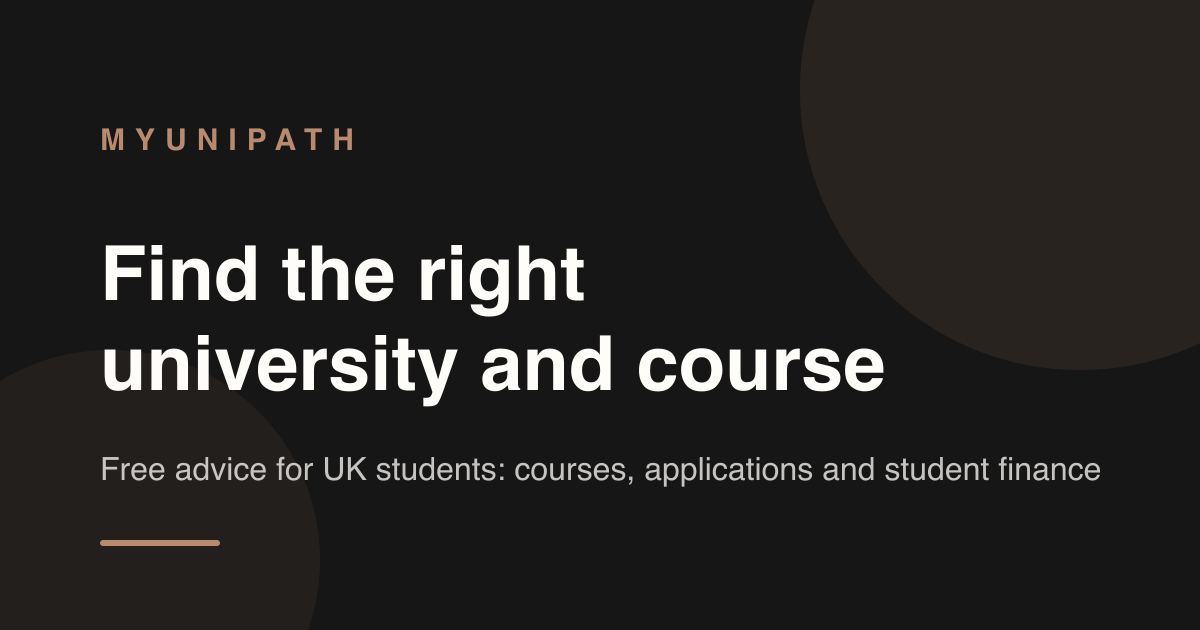 MYUNIPATH
Find the right
university and course
Free advice for UK students: courses, applications and student finance